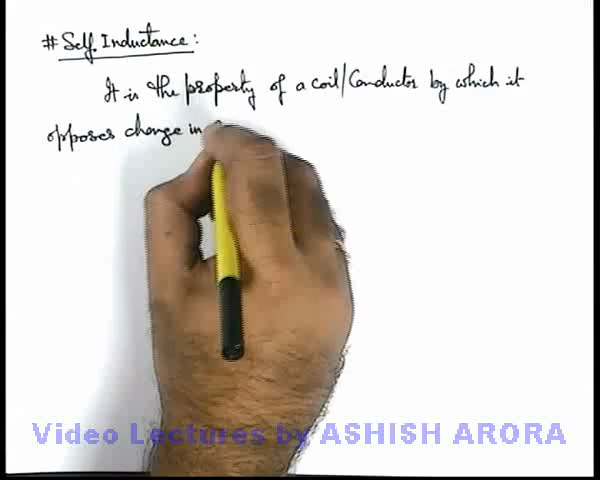 # Self Inductance :
It is the property of a coil/Conductor by which it
opposes change in
Video Lectures by ASHISH ARORA